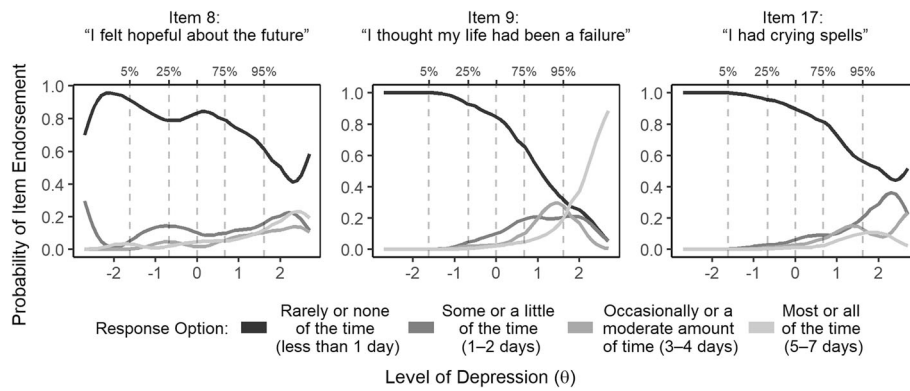 Item 8:
“I felt hopeful about the future”
Item 9:
“I thought my life had been a failure”
Item 17:
“I had crying spells”
5% 25% 75% 95%
5% 25% 75% 95%
5% 25% 75% 95%
Probability of Item Endorsement
1.0
0.8
0.6
0.4
0.2
0.0
1.0
0.8
0.6
0.4
0.2
0.0
1.0
0.8
0.6
0.4
0.2
0.0
-2 -1 0 1 2
-2 -1 0 1 2
-2 -1 0 1 2
Response Option:
Rarely or none
of the time
(less than 1 day)
Some or a little
of the time
(1–2 days)
Occasionally or a
moderate amount
of time (3–4 days)
Most or all
of the time
(5–7 days)
Level of Depression (θ)